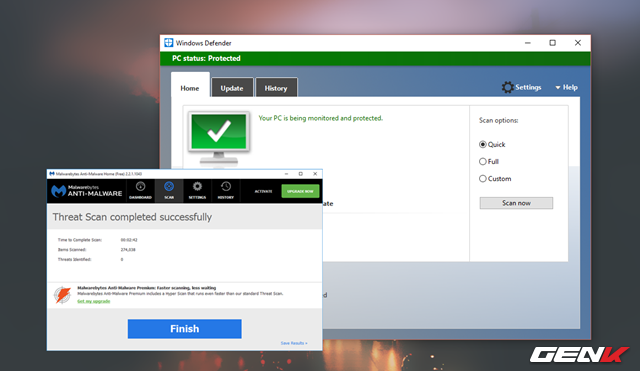 Windows Defender
PC status: Protected
Home
Update
History
Settings
Help
Your PC is being monitored and protected.
Scan options:
Quick
Full
Custom
Scan now
Malwarebytes Anti-Malware Home (Free) 2.2.1.1043
Malwarebytes
ANTI-MALWARE
DASHBOARD
SCAN
SETTINGS
HISTORY
ACTIVATE
UPGRADE NOW
Threat Scan completed successfully
Time to Complete Scan: 00:02:42
Items Scanned: 274,038
Threats Identified: 0
Malwarebytes Anti-Malware Premium: Faster scanning, less waiting
Malwarebytes Anti-Malware Premium includes a Hyper Scan that runs even faster than our standard Threat Scan.
Get my upgrade
Finish
Save Results »
GENK